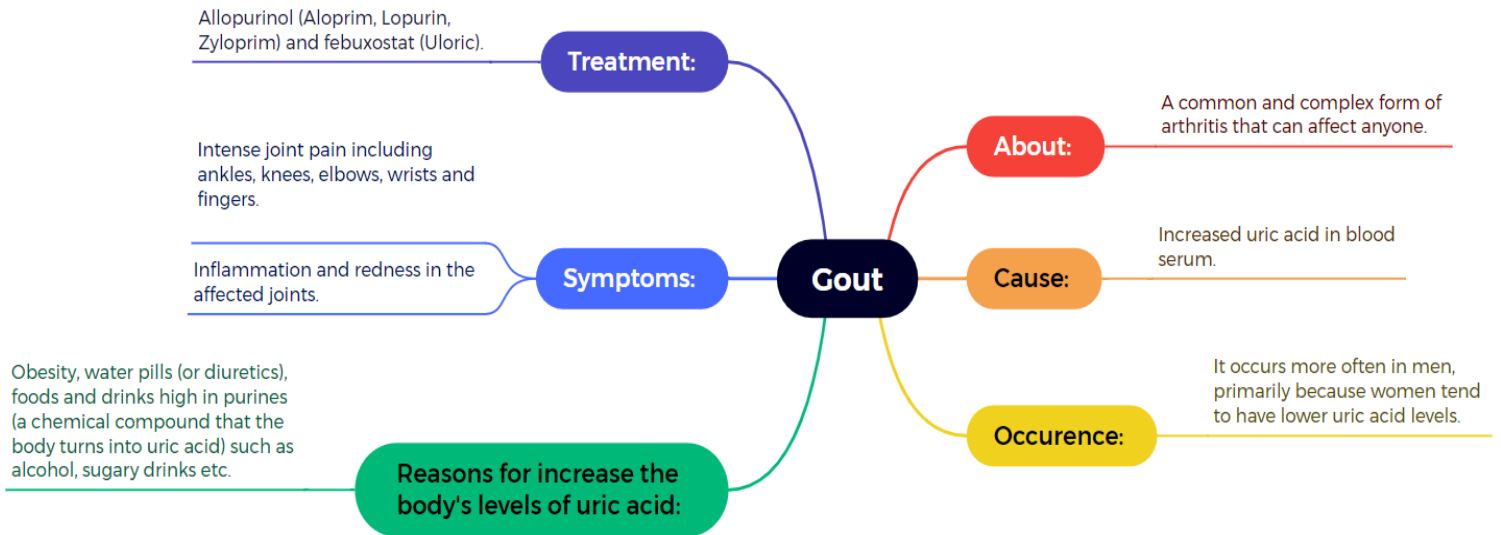 Allopurinol (Aloprim, Lopurin,
Zyloprim) and febuxostat (Uloric).
Treatment:
A common and complex form of
arthritis that can affect anyone.
About:
Intense joint pain including
ankles, knees, elbows, wrists and
fingers.
Inflammation and redness in the
affected joints.
Symptoms:
Gout
Increased uric acid in blood
serum.
Cause:
It occurs more often in men,
primarily because women tend
to have lower uric acid levels.
Occurence:
Obesity, water pills (or diuretics),
foods and drinks high in purines
(a chemical compound that the
body turns into uric acid) such as
alcohol, sugary drinks etc.
Reasons for increase the
body's levels of uric acid: